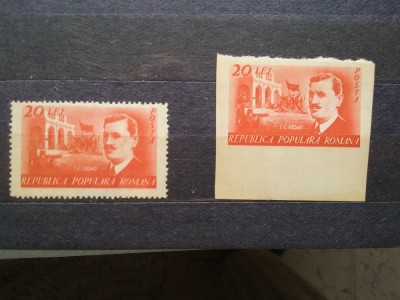 20 LEI
POSTA
I.C. FRIMU
REPUBLICA POPULARA ROMANA
20 LEI
POSTA
I.C. FRIMU
REPUBLICA POPULARA ROMANA